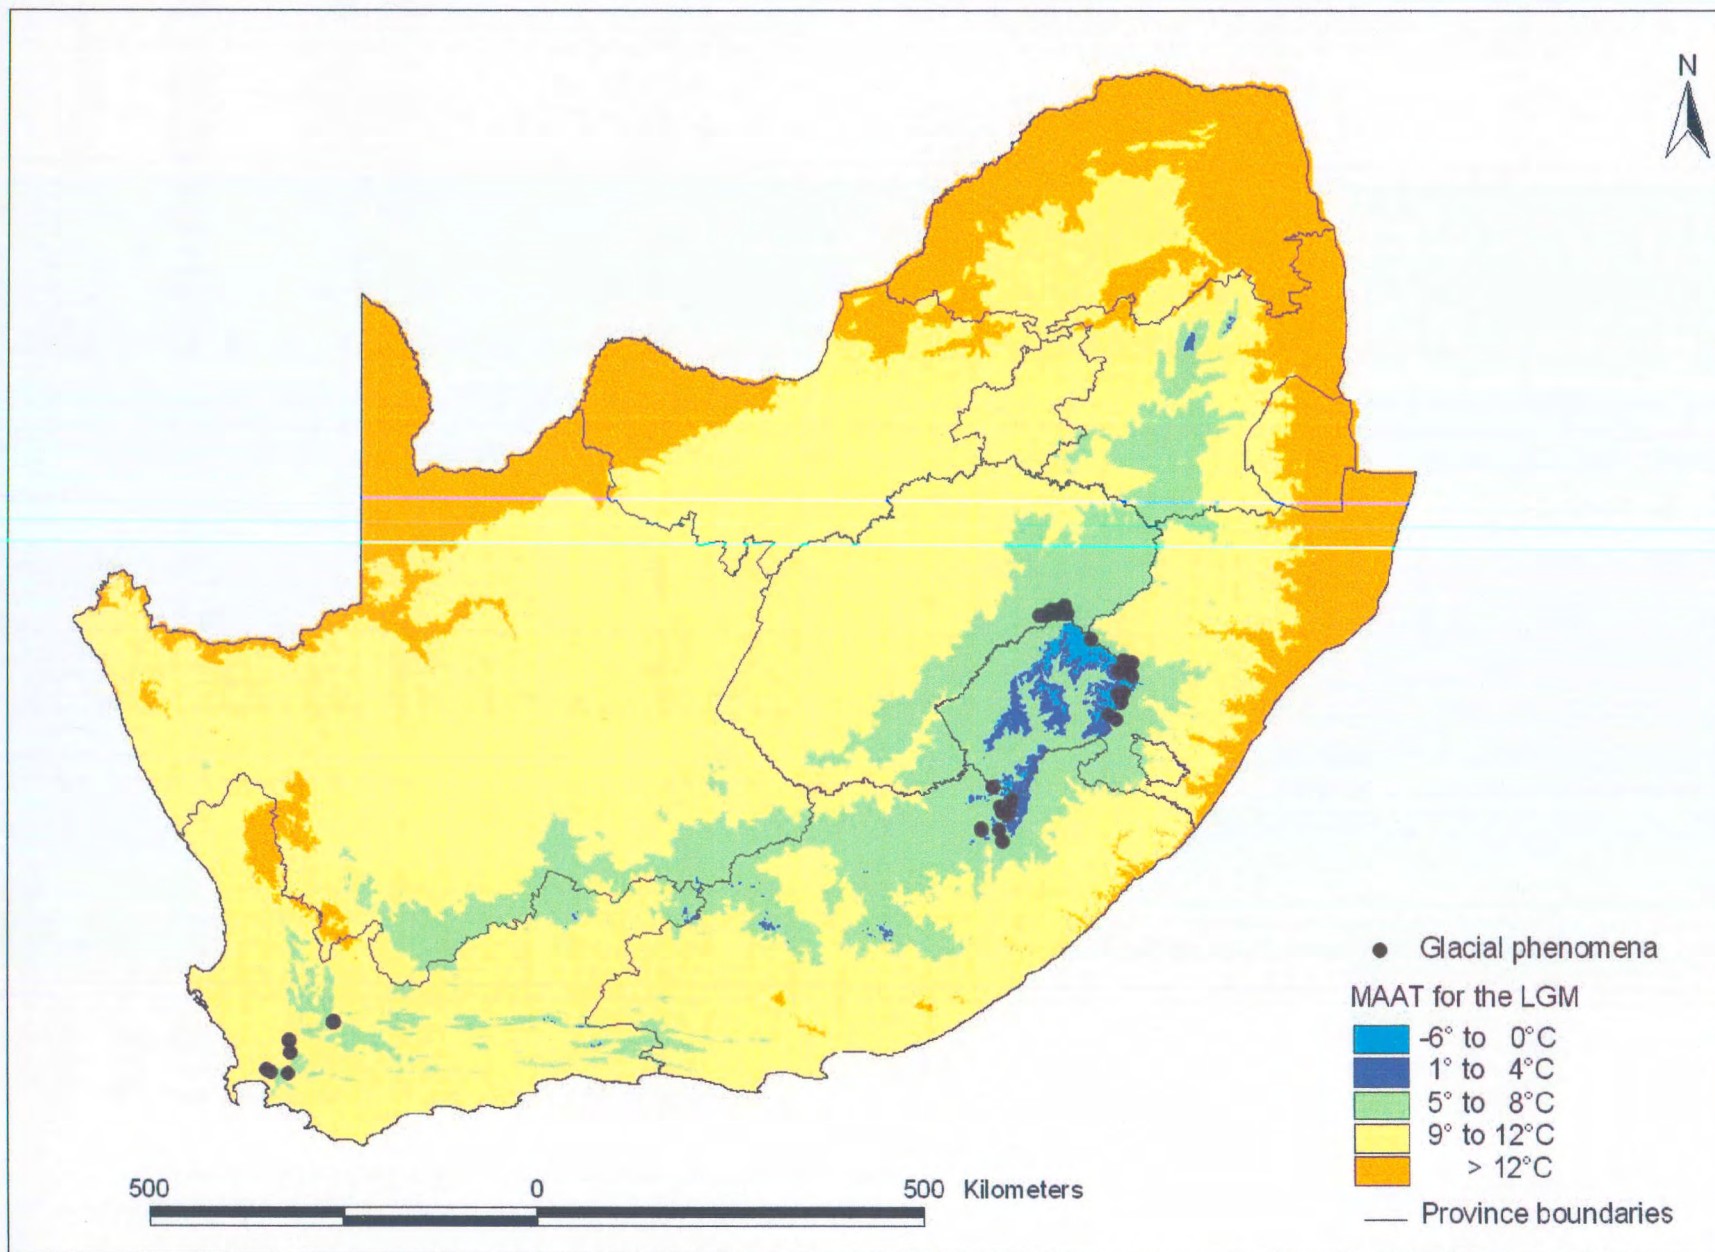 N
Glacial phenomena
MAAT for the LGM
-6° to 0°C
1° to 4°C
5° to 8°C
9° to 12°C
> 12°C
Province boundaries
500 0 500 Kilometers